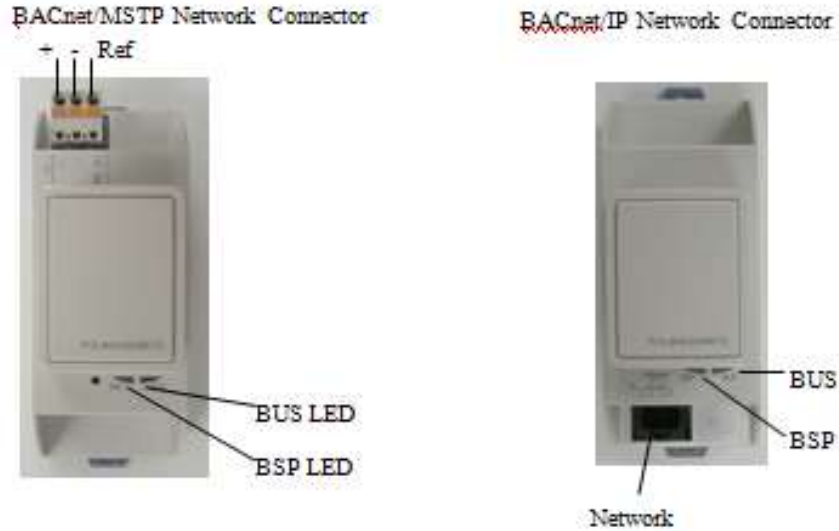 BACnet/MSTP Network Connector
+ - Ref
BUS LED
BSP LED
BACnet/IP Network Connector
BUS
BSP
Network